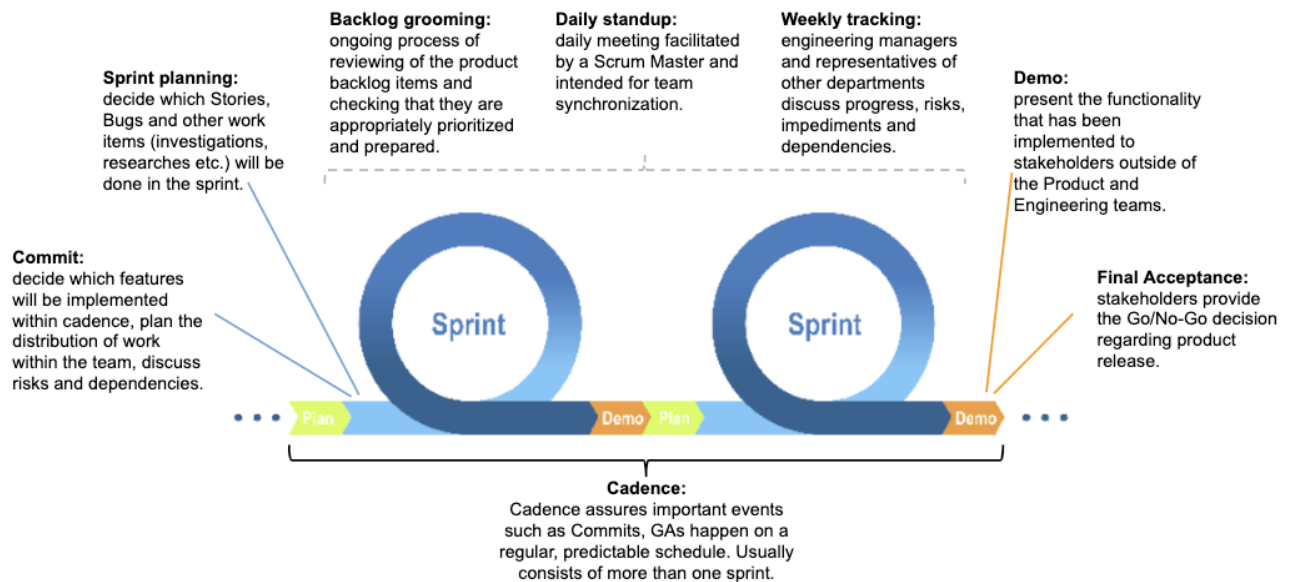 Backlog grooming:
ongoing process of
reviewing of the product
backlog items and
checking that they are
appropriately prioritized
and prepared.
Daily standup:
daily meeting facilitated
by a Scrum Master and
intended for team
synchronization.
Weekly tracking:
engineering managers
and representatives of
other departments
discuss progress, risks,
impediments and
dependencies.
Sprint planning:
decide which Stories,
Bugs and other work
items (investigations,
researches etc.) will be
done in the sprint.
Demo:
present the functionality
that has been
implemented to
stakeholders outside of
the Product and
Engineering teams.
Commit:
decide which features
will be implemented
within cadence, plan the
distribution of work
within the team, discuss
risks and dependencies.
Final Acceptance:
stakeholders provide
the Go/No-Go decision
regarding product
release.
Sprint
Sprint
Plan
Demo
Plan
Demo
Cadence:
Cadence assures important events
such as Commits, GAs happen on a
regular, predictable schedule. Usually
consists of more than one sprint.